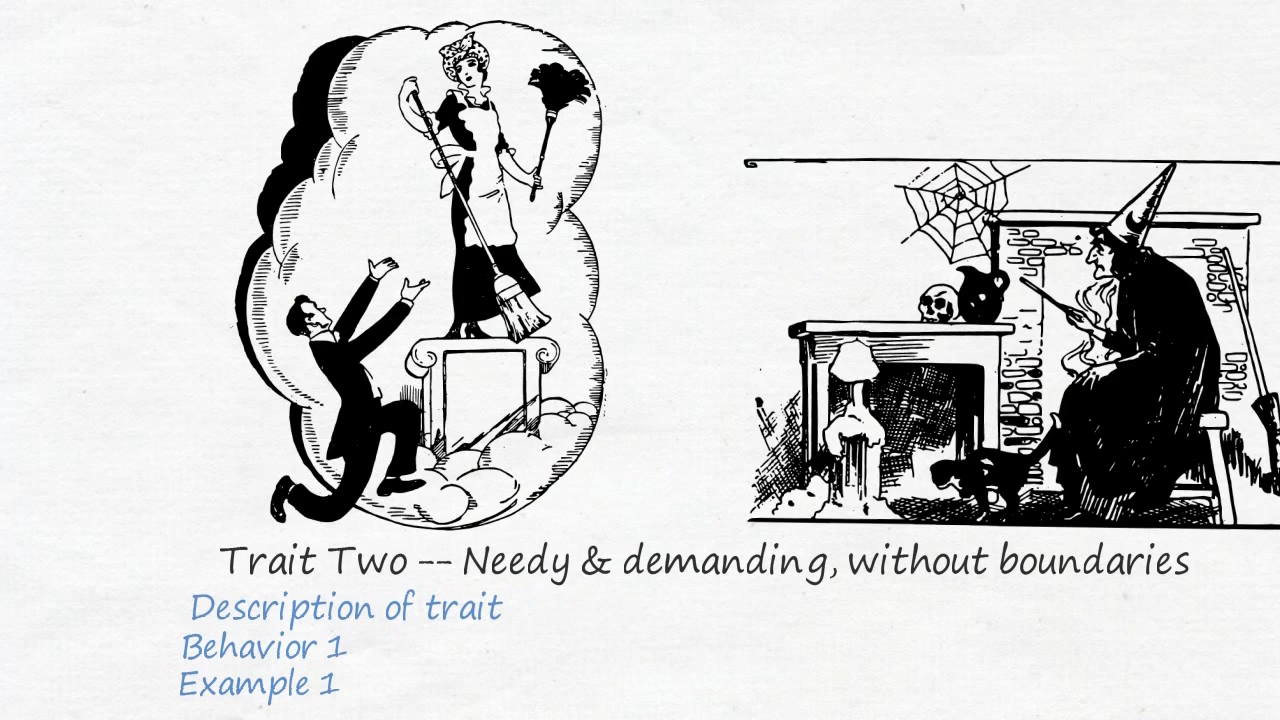 Trait Two -- Needy & demanding, without boundaries
Description of trait
Behavior 1
Example 1